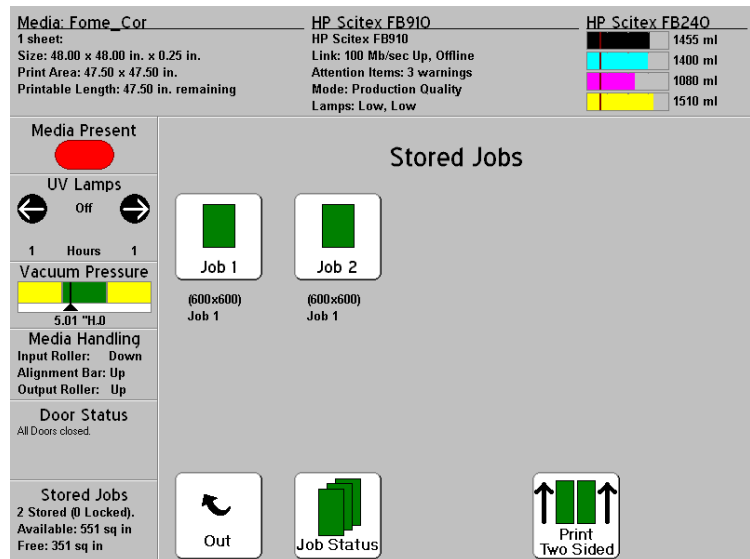 Media: Fome_Cor
1 sheet:
Size: 48.00 x 48.00 in. x 0.25 in.
Print Area: 47.50 x 47.50 in.
Printable Length: 47.50 in. remaining
HP Scitex FB910
HP Scitex FB910
Link: 100 Mb/sec Up, Offline
Attention Items: 3 warnings
Mode: Production Quality
Lamps: Low, Low
HP Scitex FB240
1455 ml
1400 ml
1080 ml
1510 ml
Media Present
UV Lamps
Off
1 Hours 1
Vacuum Pressure
5.01 "H.0
Media Handling
Input Roller: Down
Alignment Bar: Up
Output Roller: Up
Door Status
All Doors closed.
Stored Jobs
2 Stored (0 Locked).
Available: 551 sq in
Free: 351 sq in
Stored Jobs
Job 1
(600x600)
Job 1
Job 2
(600x600)
Job 1
Out
Job Status
Print
Two Sided